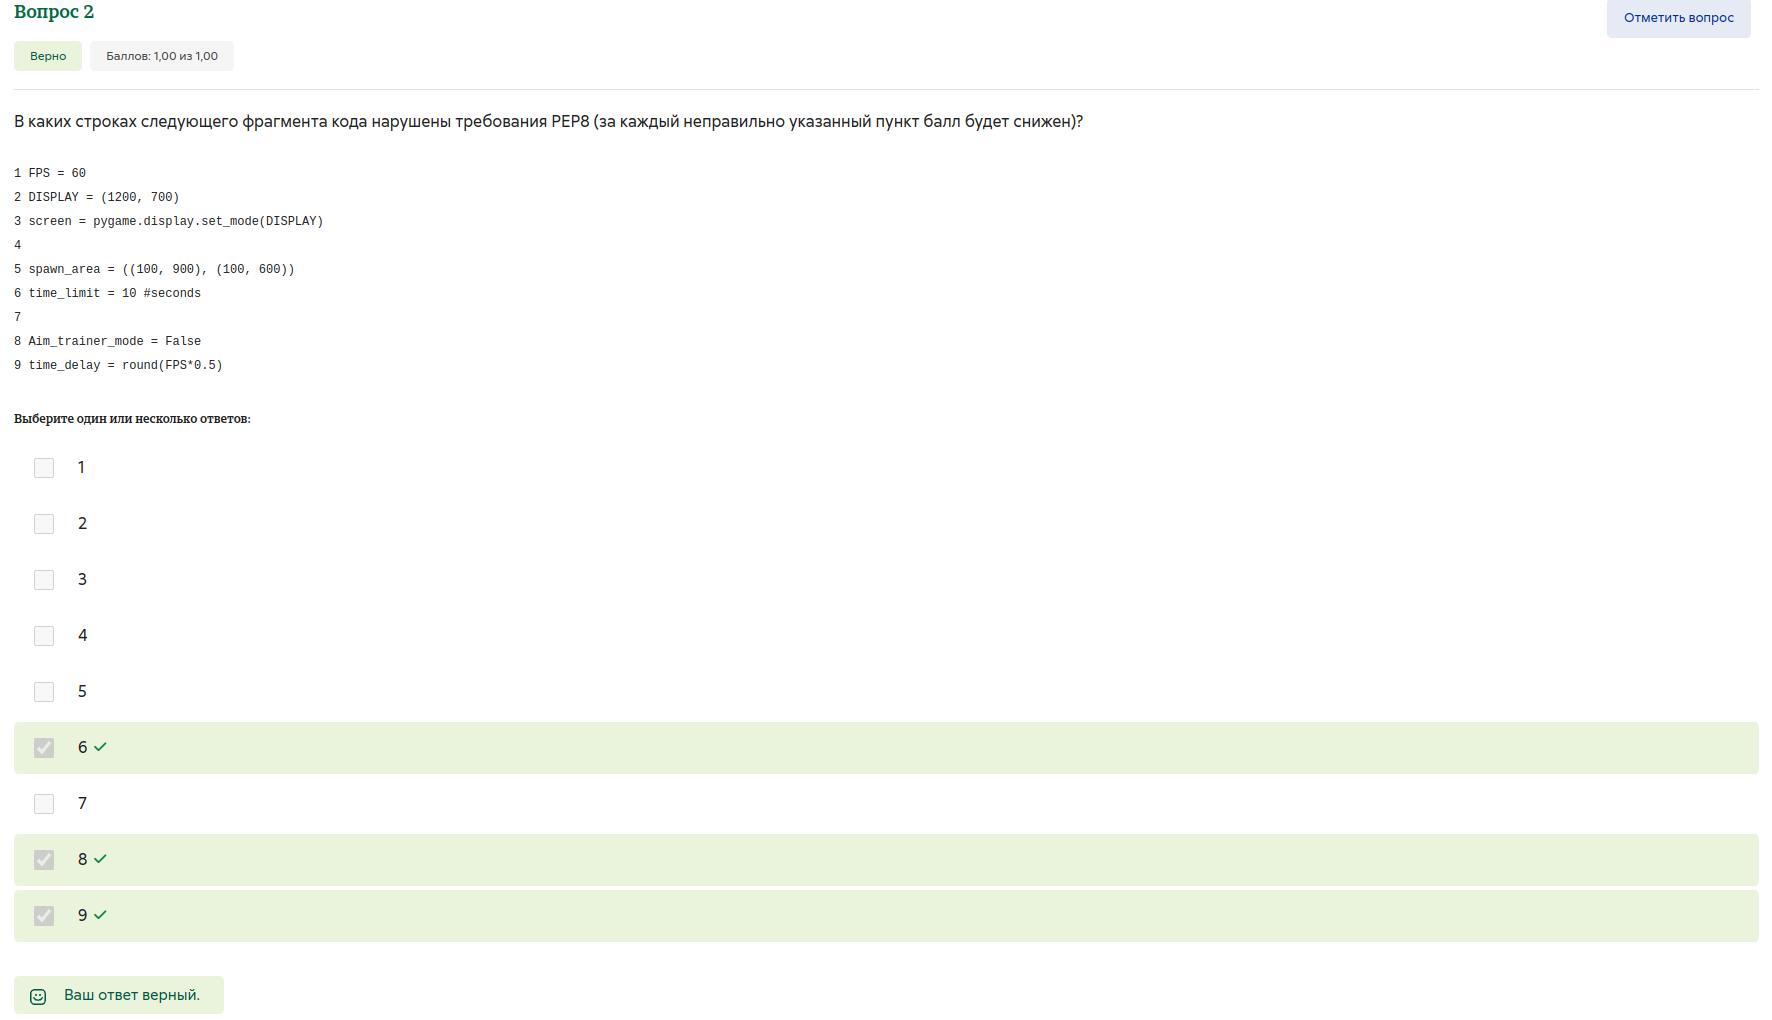 Вопрос 2
Отметить вопрос
Верно
Баллов: 1,00 из 1,00
В каких строках следующего фрагмента кода нарушены требования PEP8 (за каждый неправильно указанный пункт балл будет снижен)?
1 FPS = 60
2 DISPLAY = (1200, 700)
3 screen = pygame.display.set_mode(DISPLAY)
4
5 spawn_area = ((100, 900), (100, 600))
6 time_limit = 10 #seconds
7
8 Aim_trainer_mode = False
9 time_delay = round(FPS*0.5)
Выберите один или несколько ответов:
1
2
3
4
5
6
7
8
9
Ваш ответ верный.